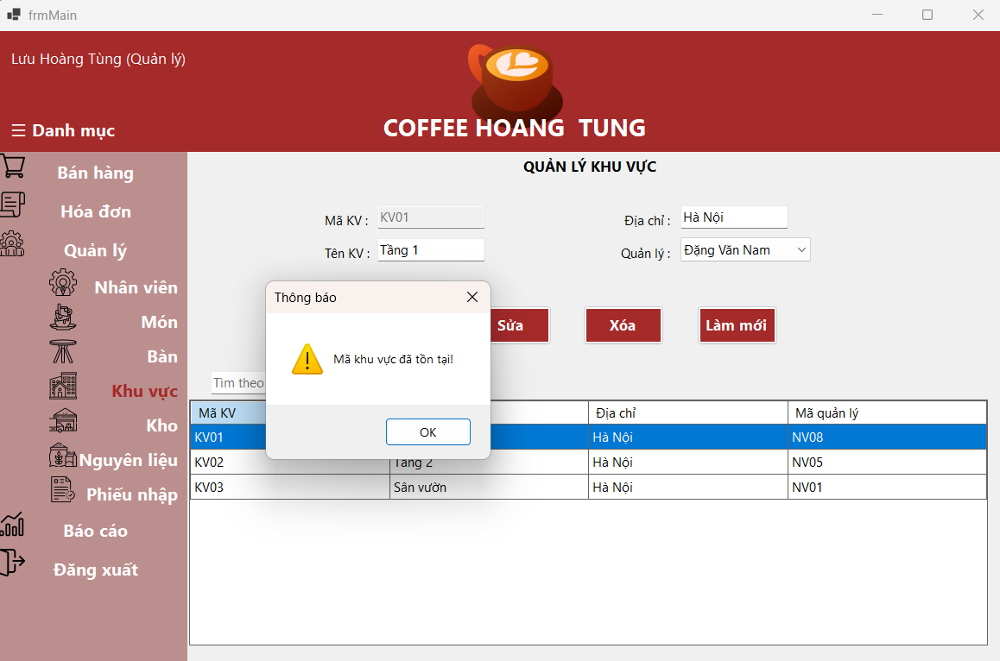 frmMain
Lưu Hoàng Tùng (Quản lý)
☰ Danh mục
COFFEE HOANG TUNG
Bán hàng
Hóa đơn
Quản lý
Nhân viên
Món
Bàn
Khu vực
Kho
Nguyên liệu
Phiếu nhập
Báo cáo
Đăng xuất
QUẢN LÝ KHU VỰC
Mã KV : KV01
Địa chỉ : Hà Nội
Tên KV : Tầng 1
Quản lý : Đặng Văn Nam
Sửa Xóa Làm mới
Thông báo
Mã khu vực đã tồn tại!
OK
Tìm theo
Mã KV Địa chỉ Mã quản lý
KV01 Hà Nội NV08
KV02 Tầng 2 Hà Nội NV05
KV03 Sân vườn Hà Nội NV01